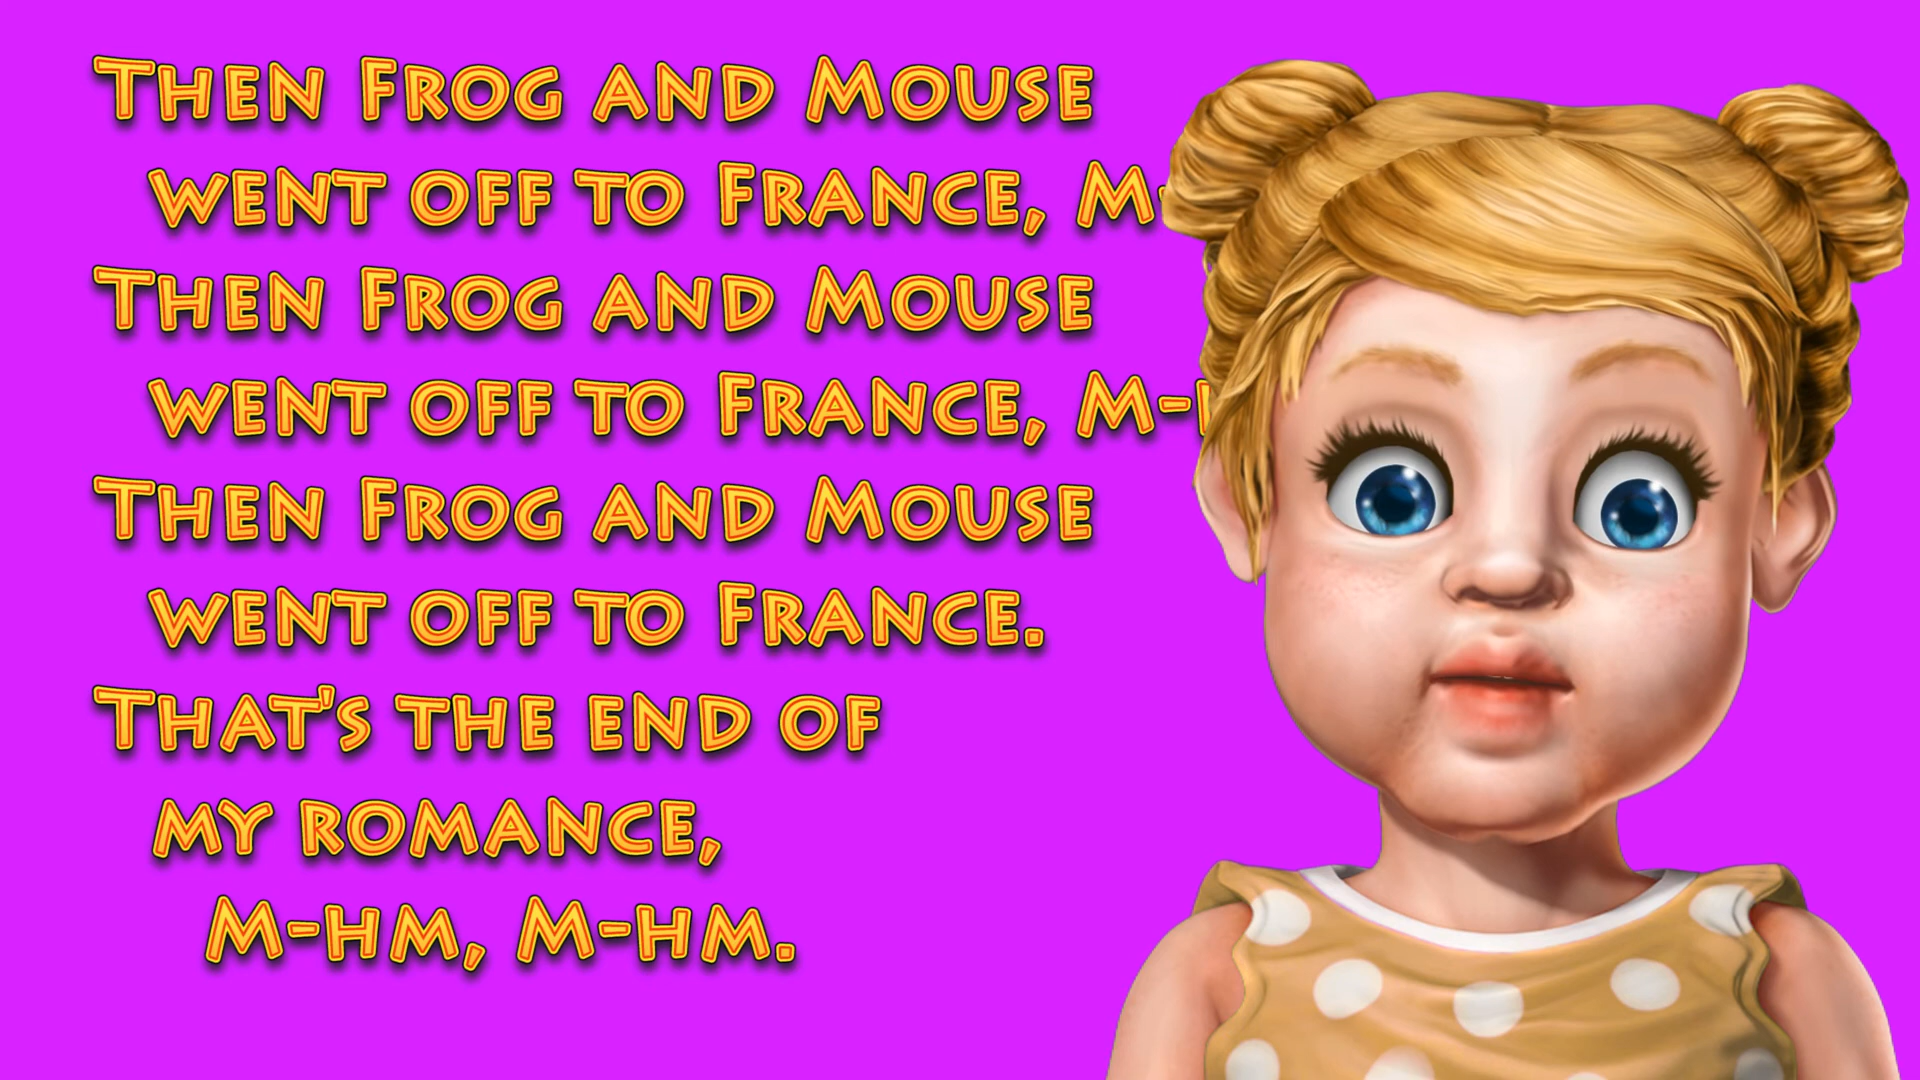 Then Frog and Mouse
went off to France,
Then Frog and Mouse
went off to France,
Then Frog and Mouse
went off to France.
That's the end of
my romance,
M-hm, M-hm.